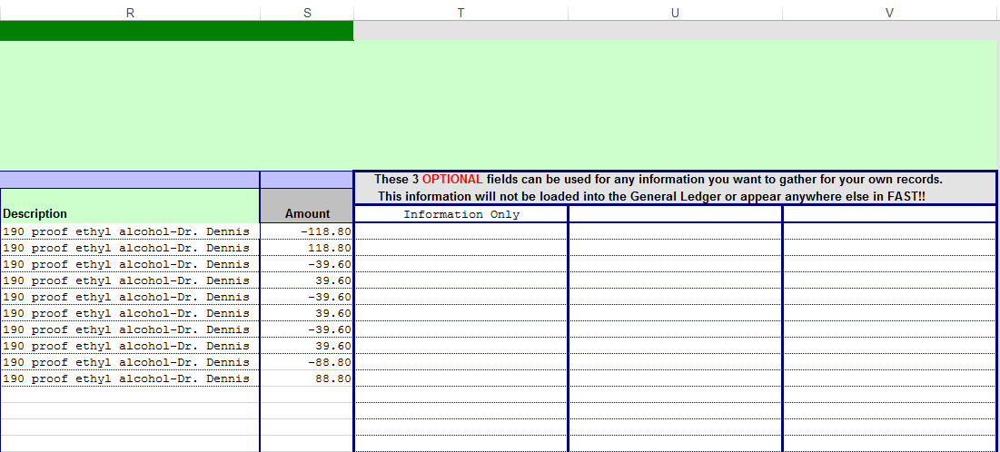 R S T U V
These 3 OPTIONAL fields can be used for any information you want to gather for your own records.
This information will not be loaded into the General Ledger or appear anywhere else in FAST!!
Description Amount Information Only
190 proof ethyl alcohol-Dr. Dennis -118.80
190 proof ethyl alcohol-Dr. Dennis 118.80
190 proof ethyl alcohol-Dr. Dennis -39.60
190 proof ethyl alcohol-Dr. Dennis 39.60
190 proof ethyl alcohol-Dr. Dennis -39.60
190 proof ethyl alcohol-Dr. Dennis 39.60
190 proof ethyl alcohol-Dr. Dennis -39.60
190 proof ethyl alcohol-Dr. Dennis 39.60
190 proof ethyl alcohol-Dr. Dennis -88.80
190 proof ethyl alcohol-Dr. Dennis 88.80